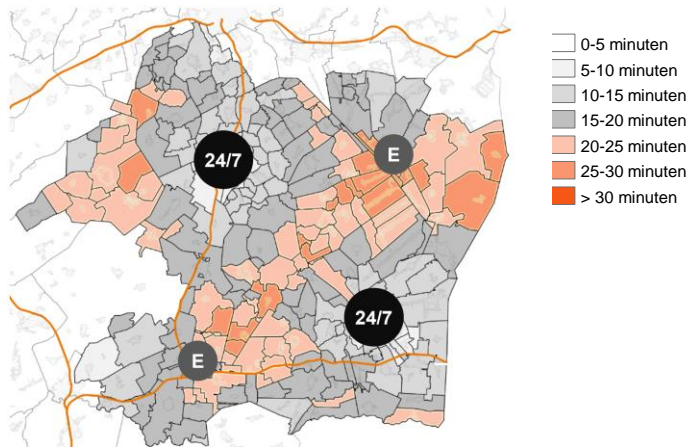 0-5 minuten
5-10 minuten
10-15 minuten
15-20 minuten
20-25 minuten
25-30 minuten
> 30 minuten
24/7
E
24/7
E